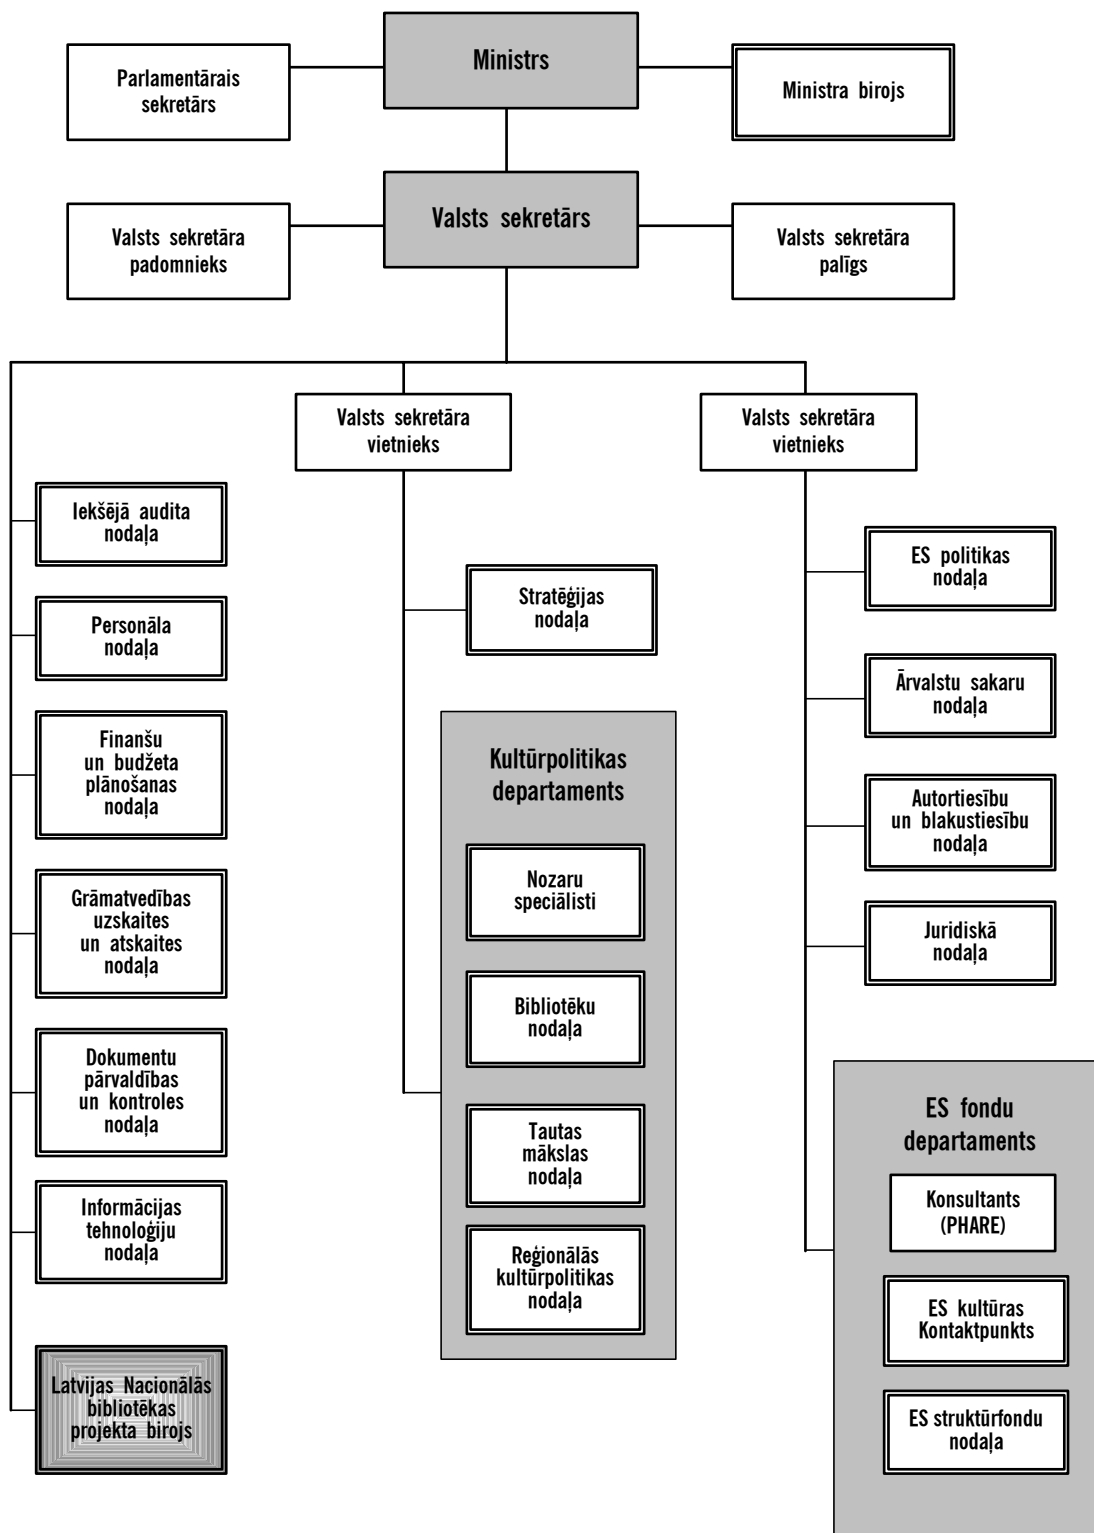 Ministrs
Parlamentārais
sekretārs
Ministra birojs
Valsts sekretārs
Valsts sekretāra
padomnieks
Valsts sekretāra
palīgs
Valsts sekretāra
vietnieks
Valsts sekretāra
vietnieks
Iekšējā audita
nodaļa
Personāla
nodaļa
Finanšu
un budžeta
plānošanas
nodaļa
Grāmatvedības
uzskaites
un atskaites
nodaļa
Dokumentu
pārvaldības
un kontroles
nodaļa
Informācijas
tehnoloģiju
nodaļa
Latvijas Nacionālās
bibliotēkas
projekta birojs
Stratēģijas
nodaļa
Kultūrpolitikas
departaments
Nozaru
speciālisti
Bibliotēku
nodaļa
Tautas
mākslas
nodaļa
Reģionālās
kultūrpolitikas
nodaļa
ES politikas
nodaļa
Ārvalstu sakaru
nodaļa
Autortiesību
un blakustiesību
nodaļa
Juridiskā
nodaļa
ES fondu
departaments
Konsultants
(PHARE)
ES kultūras
Kontaktpunkts
ES struktūrfondu
nodaļa